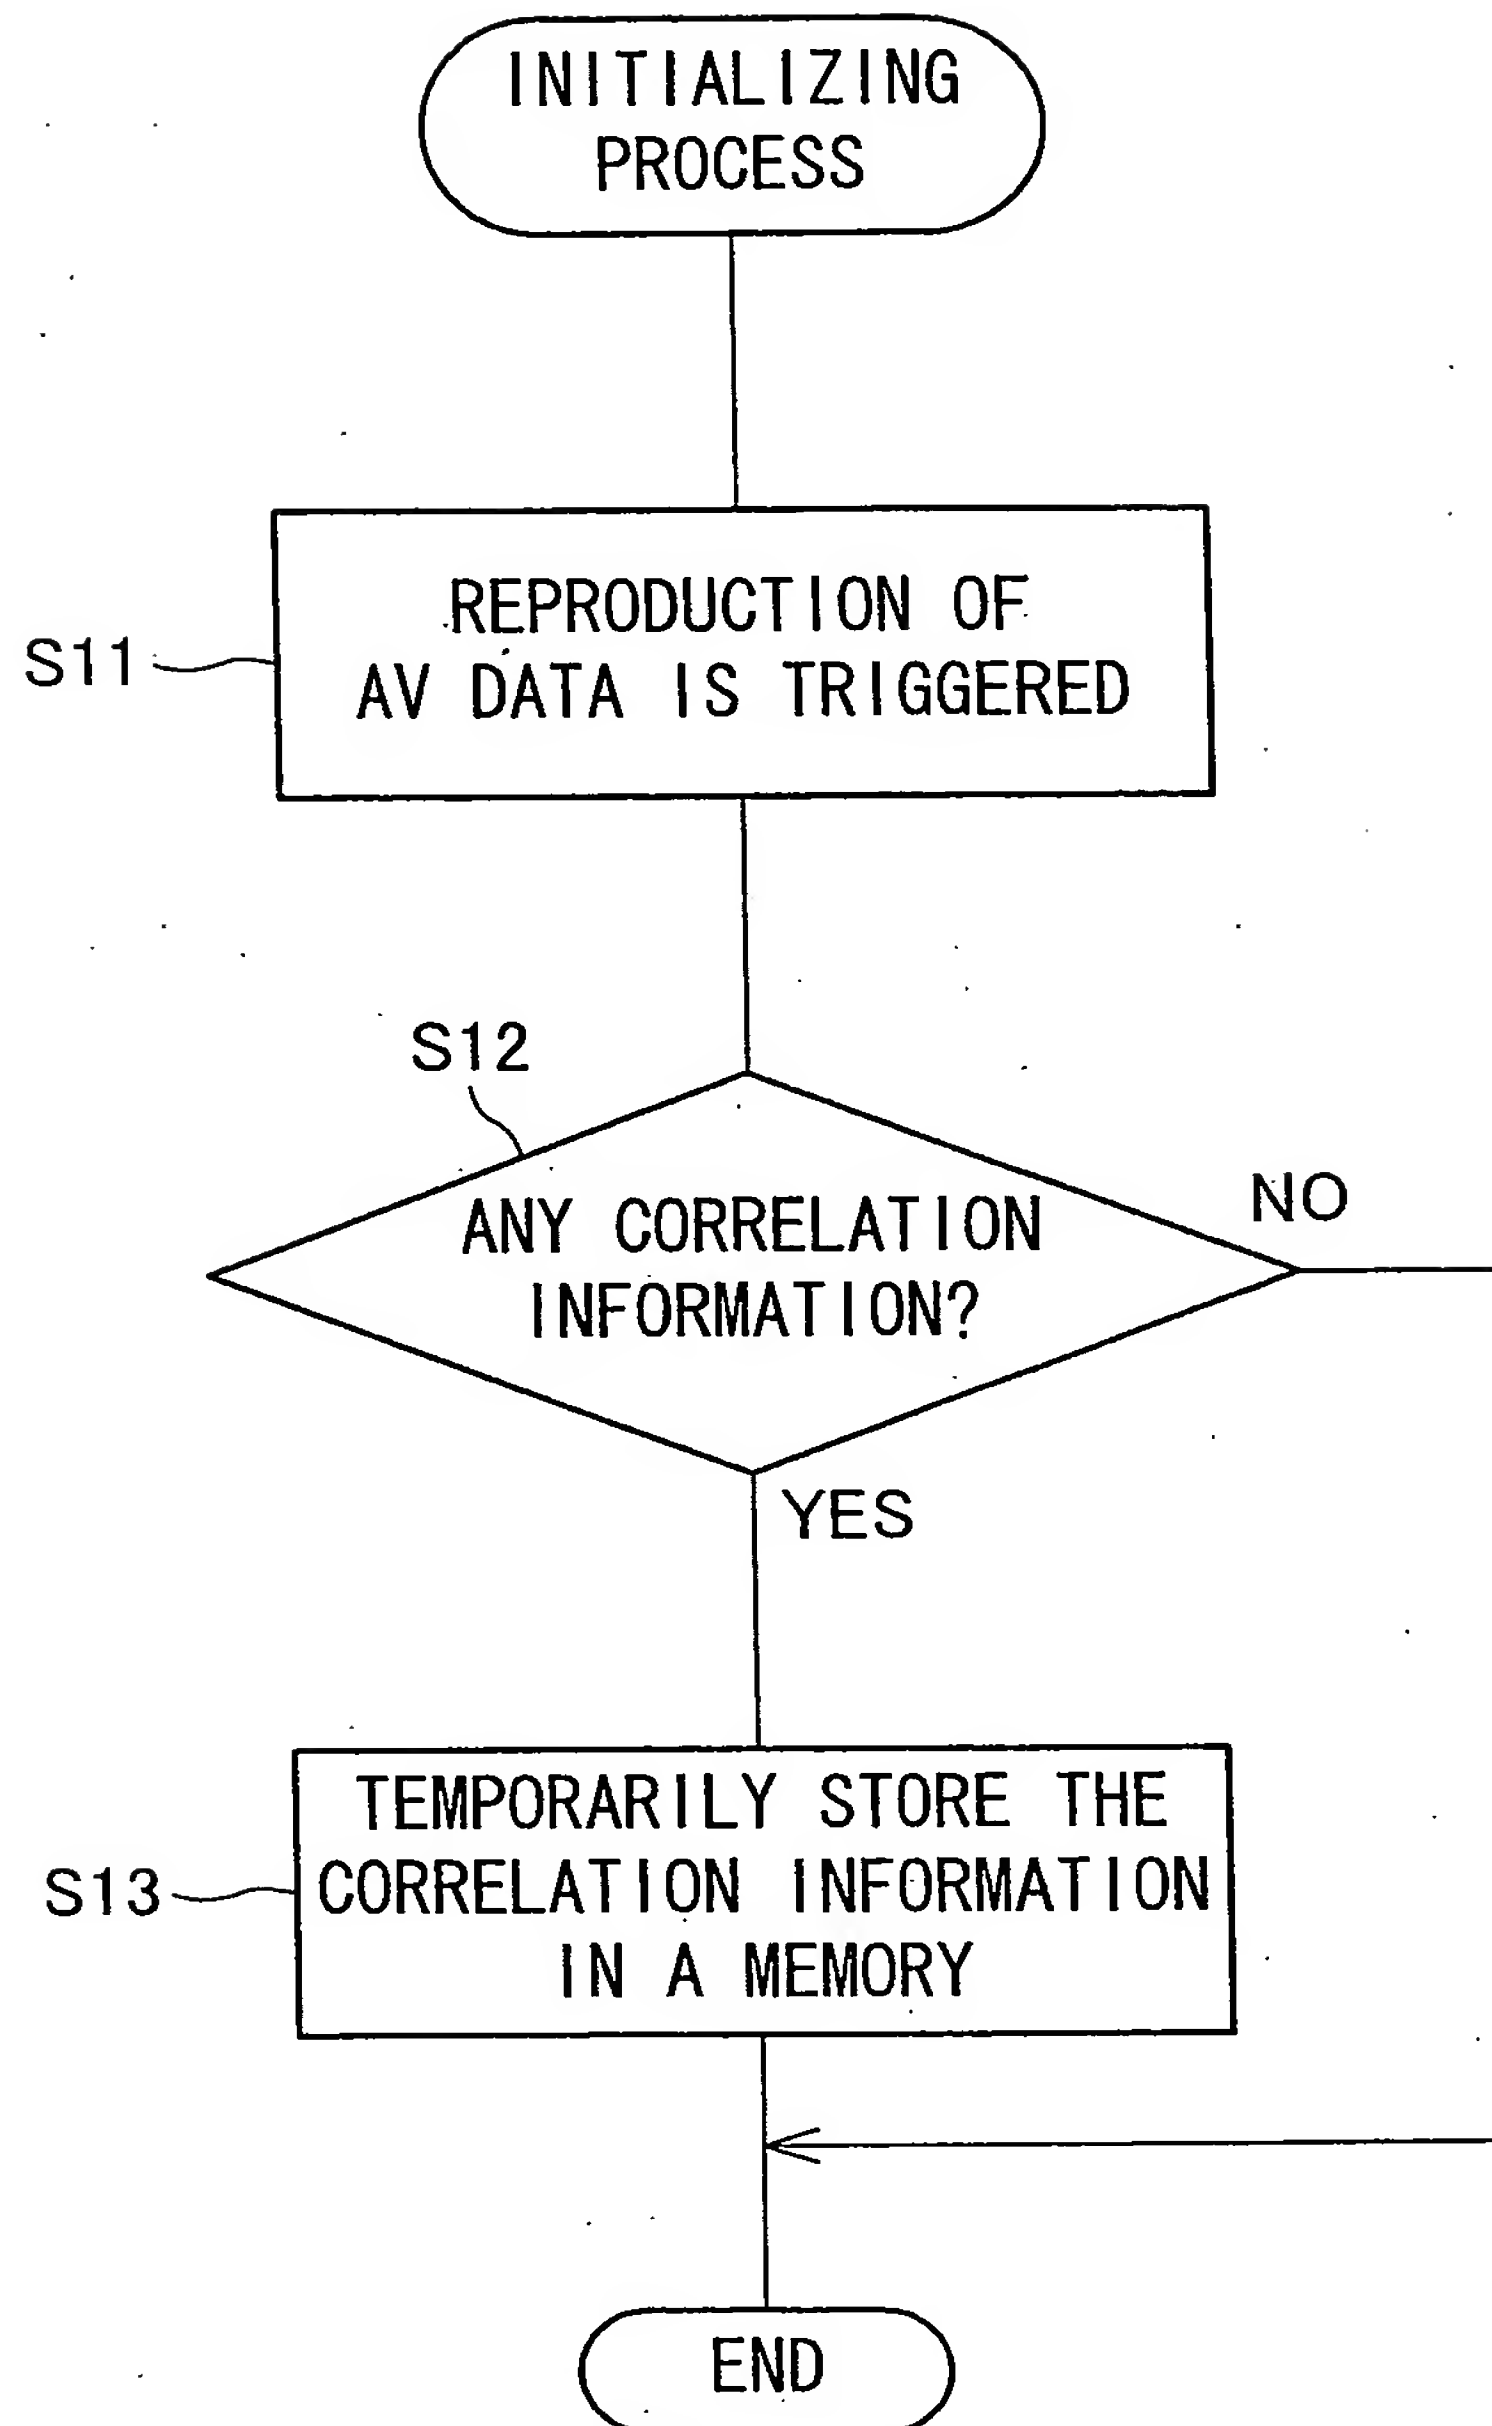 INITIALIZING
PROCESS
REPRODUCTION OF
AV DATA IS TRIGGERED
S11
S12
ANY CORRELATION
INFORMATION?
NO
YES
TEMPORARILY STORE THE
CORRELATION INFORMATION
IN A MEMORY
S13
END